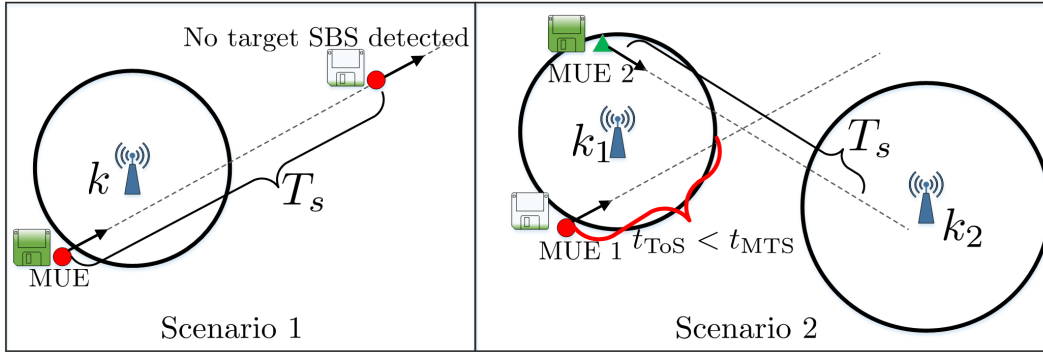 No target SBS detected
k
T_s
MUE
Scenario 1
MUE 2
k_1
T_s
MUE 1
t_ToS < t_MTS
k_2
Scenario 2